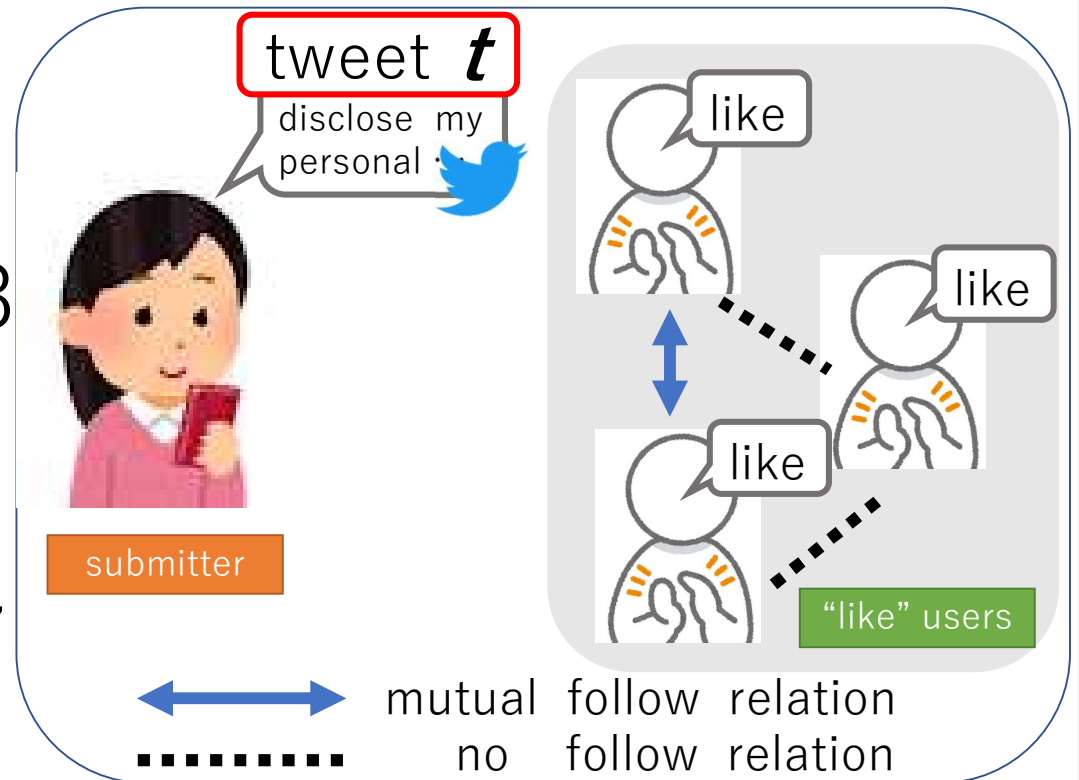 tweet t
disclose my
personal …
like
like
like
submitter
“like” users
mutual follow relation
no follow relation